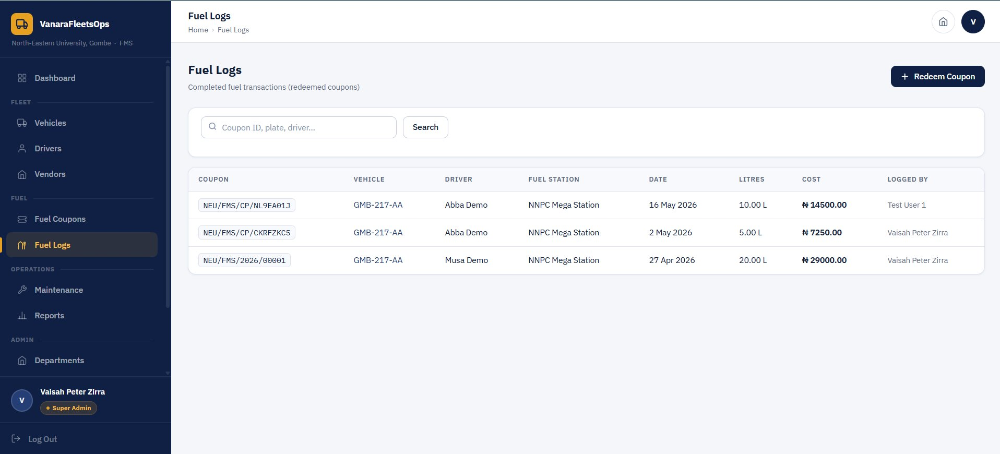 VanaraFleetsOps
North-Eastern University, Gombe · FMS
Dashboard
FLEET
Vehicles
Drivers
Vendors
FUEL
Fuel Coupons
Fuel Logs
OPERATIONS
Maintenance
Reports
ADMIN
Departments
V
Vaisah Peter Zirra
Super Admin
Log Out
Fuel Logs
Home › Fuel Logs
V
Fuel Logs
Completed fuel transactions (redeemed coupons)
+ Redeem Coupon
Coupon ID, plate, driver... Search
COUPON VEHICLE DRIVER FUEL STATION DATE LITRES COST LOGGED BY
NEU/FMS/CP/NL9EA01J GMB-217-AA Abba Demo NNPC Mega Station 16 May 2026 10.00 L ₦ 14500.00 Test User 1
NEU/FMS/CP/CKRFZKC5 GMB-217-AA Abba Demo NNPC Mega Station 2 May 2026 5.00 L ₦ 7250.00 Vaisah Peter Zirra
NEU/FMS/2026/00001 GMB-217-AA Musa Demo NNPC Mega Station 27 Apr 2026 20.00 L ₦ 29000.00 Vaisah Peter Zirra